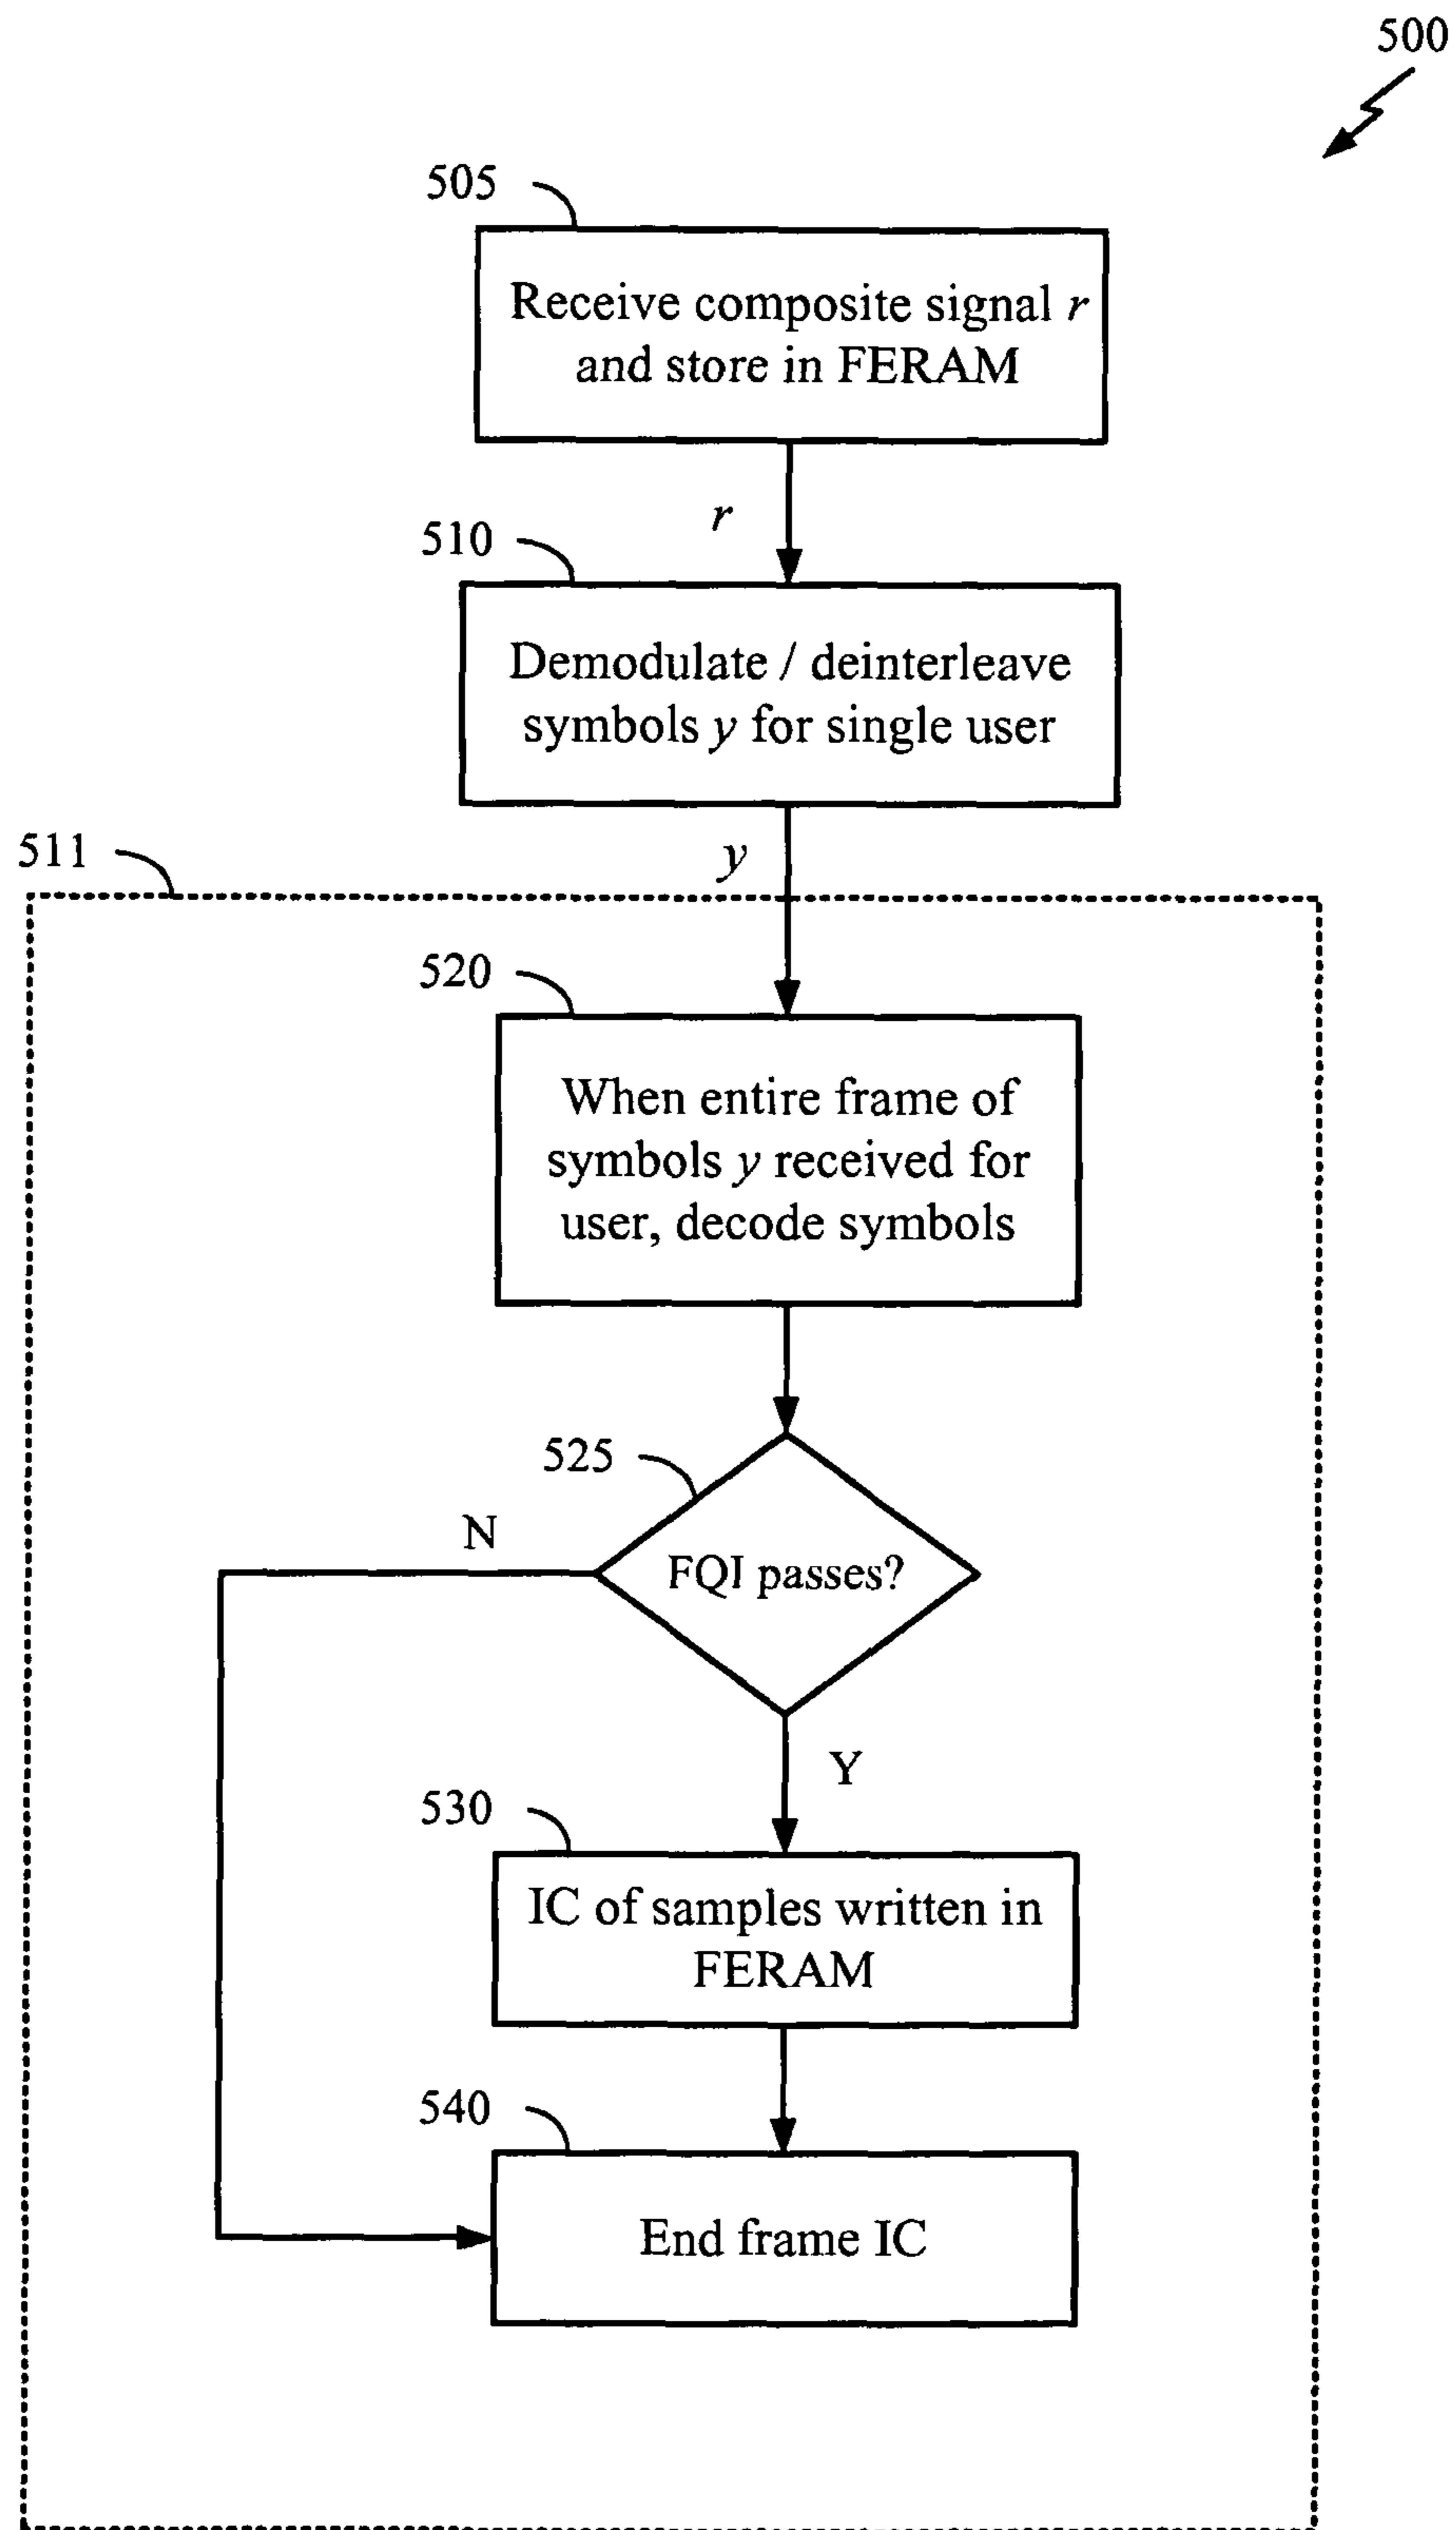 500
505
Receive composite signal r
and store in FERAM
r
510
Demodulate / deinterleave
symbols y for single user
511
y
520
When entire frame of
symbols y received for
user, decode symbols
525
N
FQI passes?
Y
530
IC of samples written in
FERAM
540
End frame IC